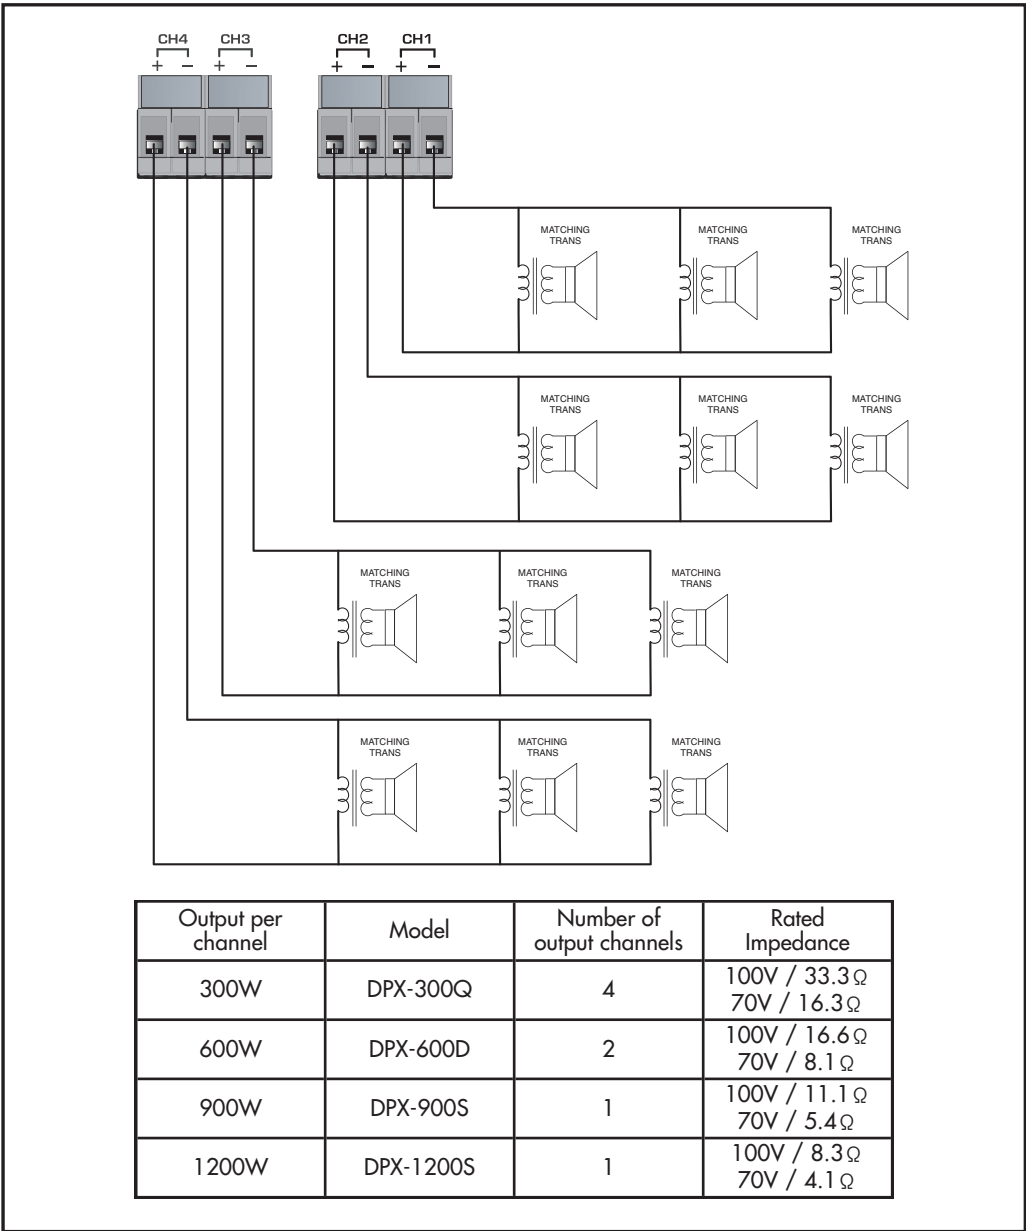 CH4 CH3 CH2 CH1
+ − + − + − + −
MATCHING TRANS MATCHING TRANS MATCHING TRANS
MATCHING TRANS MATCHING TRANS MATCHING TRANS
MATCHING TRANS MATCHING TRANS MATCHING TRANS
MATCHING TRANS MATCHING TRANS MATCHING TRANS
Output per channel Model Number of output channels Rated Impedance
300W DPX-300Q 4 100V / 33.3Ω
70V / 16.3Ω
600W DPX-600D 2 100V / 16.6Ω
70V / 8.1Ω
900W DPX-900S 1 100V / 11.1Ω
70V / 5.4Ω
1200W DPX-1200S 1 100V / 8.3Ω
70V / 4.1Ω